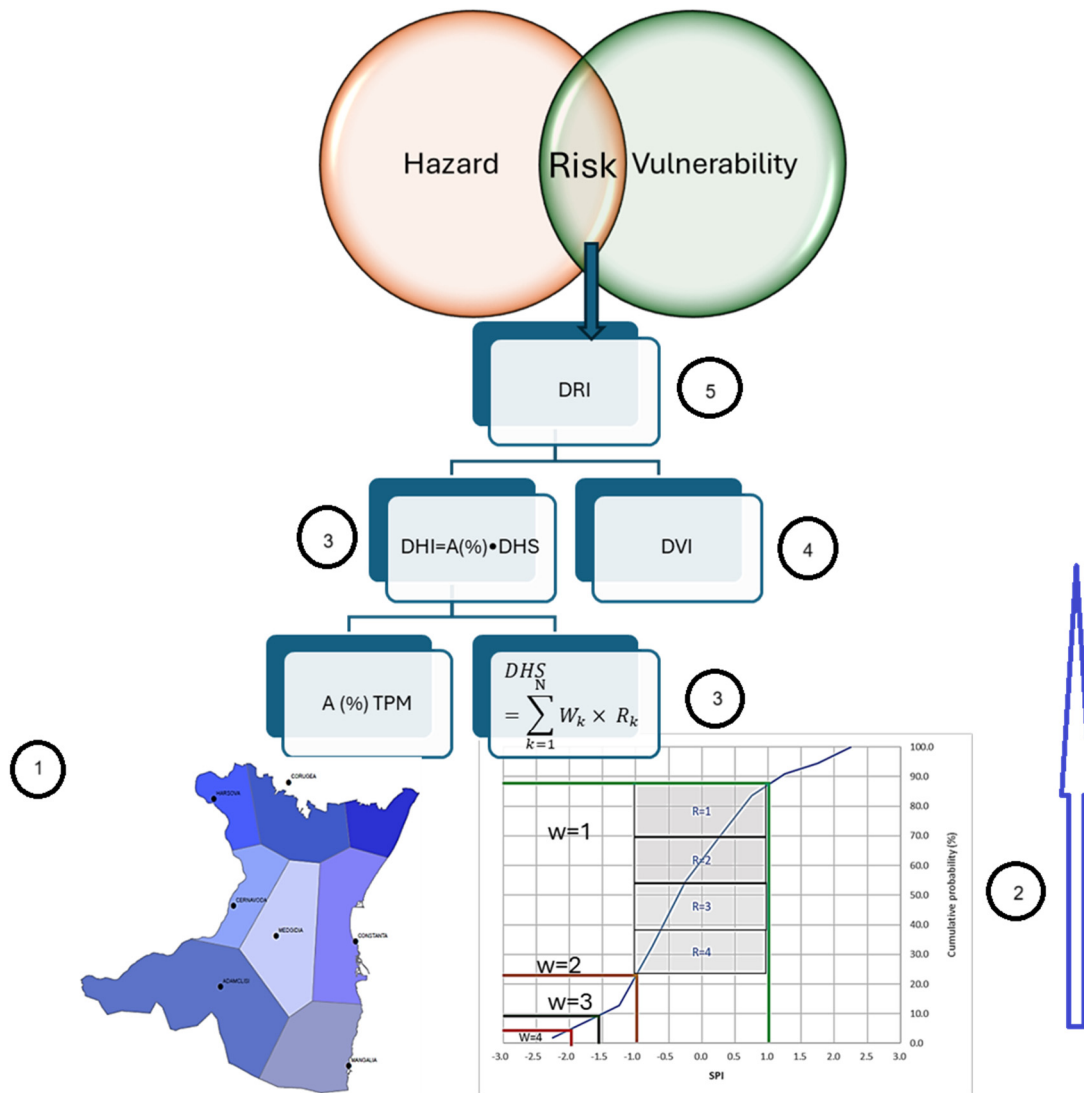 Hazard
Risk
Vulnerability
DRI
5
3
DHI=A(%)•DHS
DVI
4
A (%) TPM
DHS
N
= ∑ W_k × R_k
k=1
3
1
CORUGEA
HARSOVA
CERNAVODA
MEDGIDIA
CONSTANTA
ADAMCLISI
MANGALIA
100.0
90.0
80.0
70.0
60.0
50.0
40.0
30.0
20.0
10.0
0.0
Cumulative probability (%)
w=1
R=1
R=2
R=3
R=4
w=2
w=3
W=4
-3.0 -2.5 -2.0 -1.5 -1.0 -0.5 0.0 0.5 1.0 1.5 2.0 2.5 3.0
SPI
2